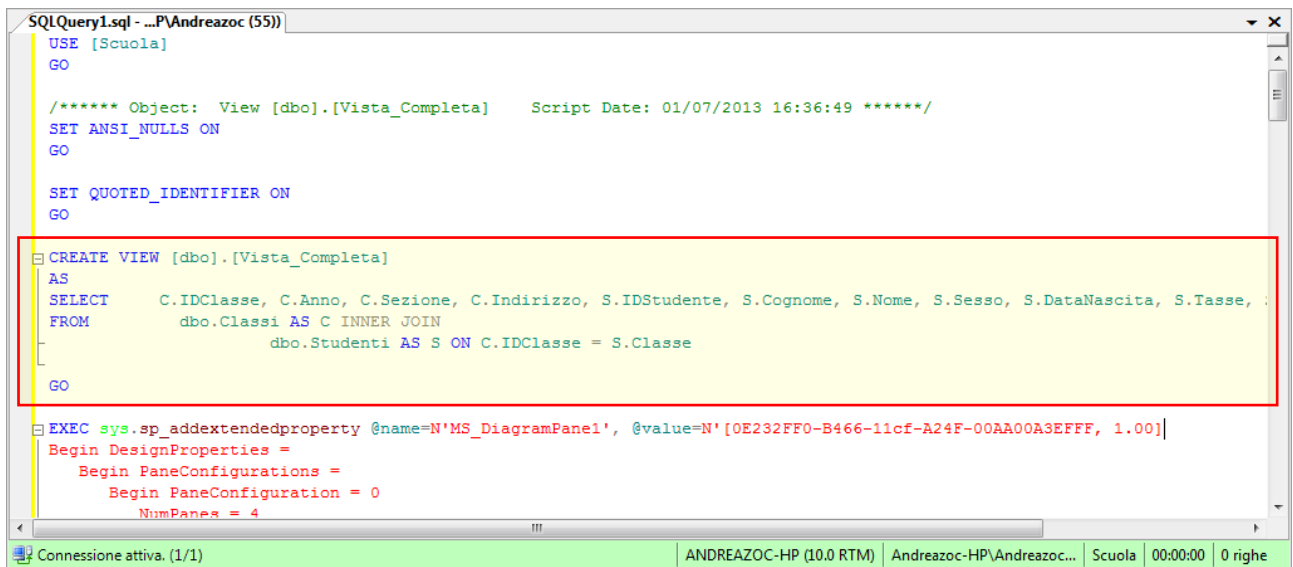 SQLQuery1.sql - ...P\Andreazoc (55))
USE [Scuola]
GO
/****** Object:  View [dbo].[Vista_Completa]    Script Date: 01/07/2013 16:36:49 ******/
SET ANSI_NULLS ON
GO
SET QUOTED_IDENTIFIER ON
GO
CREATE VIEW [dbo].[Vista_Completa]
AS
SELECT     C.IDClasse, C.Anno, C.Sezione, C.Indirizzo, S.IDStudente, S.Cognome, S.Nome, S.Sesso, S.DataNascita, S.Tasse,
FROM         dbo.Classi AS C INNER JOIN
dbo.Studenti AS S ON C.IDClasse = S.Classe
GO
EXEC sys.sp_addextendedproperty @name=N'MS_DiagramPane1', @value=N'[0E232FF0-B466-11cf-A24F-00AA00A3EFFF, 1.00]
Begin DesignProperties =
Begin PaneConfigurations =
Begin PaneConfiguration = 0
NumPanes = 4
Connessione attiva. (1/1) ANDREAZOC-HP (10.0 RTM) Andreazoc-HP\Andreazoc... Scuola 00:00:00 0 righe